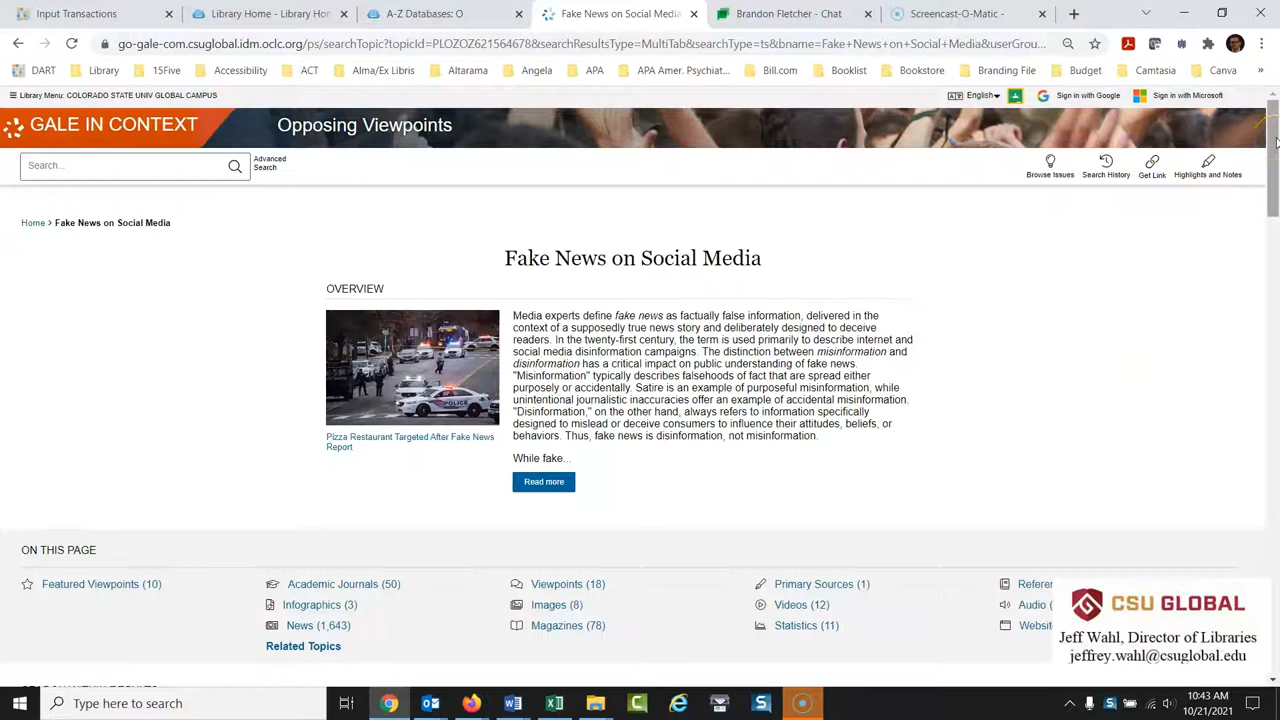 Input Transactions
Library Home - Library Hom
A-Z Databases: O
Fake News on Social Media
Brandon Fletcher - Chat
Screencast-O-Matic -
go-gale-com.csuglobal.idm.oclc.org/ps/searchTopic?topicId=
DART Library 15Five Accessibility ACT Alma/Ex Libris Altarama Angela APA APA Amer. Psychiat... Bill.com Booklist Bookstore Branding File Budget Camtasia Canva »
Library Menu: COLORADO STATE UNIV GLOBAL CAMPUS
English
Sign in with Google
Sign in with Microsoft
GALE IN CONTEXT
Opposing Viewpoints
Search...
Advanced
Search
Browse Issues
Search History
Get Link
Highlights and Notes
Home > Fake News on Social Media
Fake News on Social Media
OVERVIEW
POLICE
Pizza Restaurant Targeted After Fake News
Report
Media experts define fake news as factually false information, delivered in the
context of a supposedly true news story and deliberately designed to deceive
readers. In the twenty-first century, the term is used primarily to describe internet and
social media disinformation campaigns. The distinction between misinformation and
disinformation has a critical impact on public understanding of fake news.
"Misinformation" typically describes falsehoods of fact that are spread either
purposely or accidentally. Satire is an example of purposeful misinformation, while
unintentional journalistic inaccuracies offer an example of accidental misinformation.
"Disinformation," on the other hand, always refers to information specifically
designed to mislead or deceive consumers to influence their attitudes, beliefs, or
behaviors. Thus, fake news is disinformation, not misinformation.
While fake...
Read more
ON THIS PAGE
Featured Viewpoints (10)
Academic Journals (50)
Viewpoints (18)
Primary Sources (1)
Referen
Infographics (3)
Images (8)
Videos (12)
Audio (
News (1,643)
Magazines (78)
Statistics (11)
Website
Related Topics
CSU GLOBAL
Jeff Wahl, Director of Libraries
jeffrey.wahl@csuglobal.edu
Type here to search
10:43 AM
10/21/2021